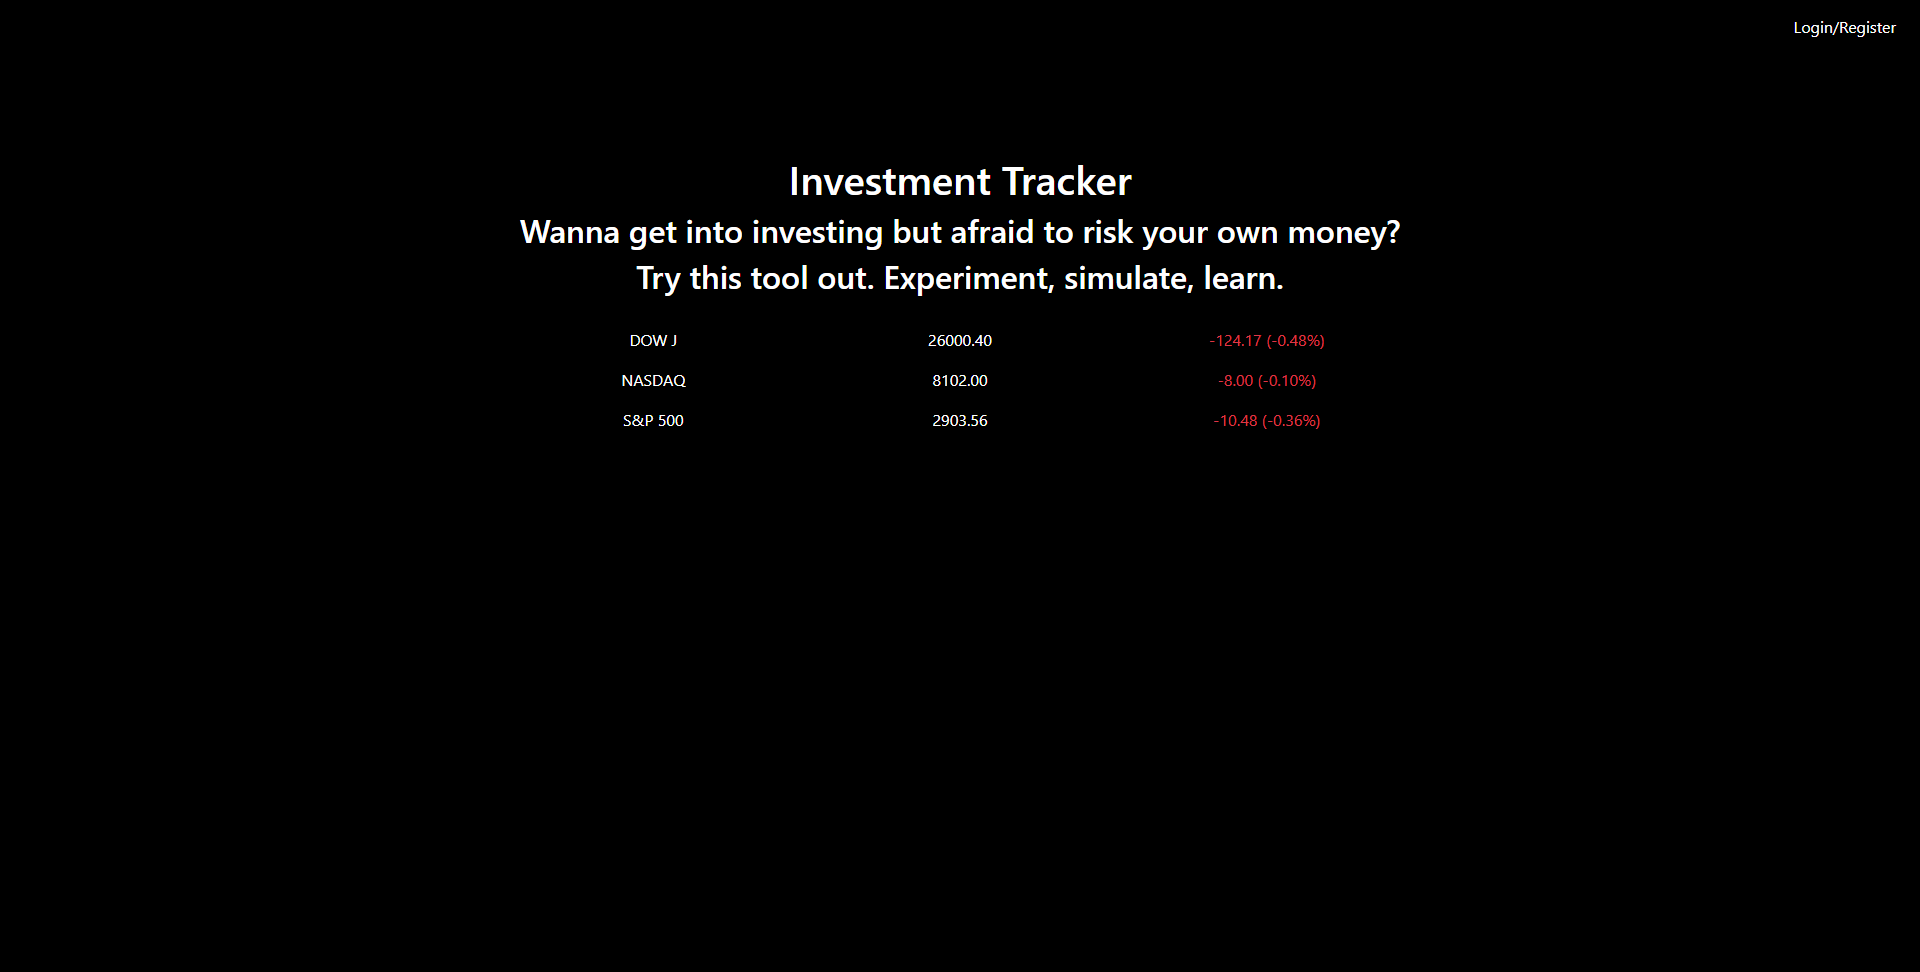 Login/Register
Investment Tracker
Wanna get into investing but afraid to risk your own money?
Try this tool out. Experiment, simulate, learn.
DOW J 26000.40 -124.17 (-0.48%)
NASDAQ 8102.00 -8.00 (-0.10%)
S&P 500 2903.56 -10.48 (-0.36%)